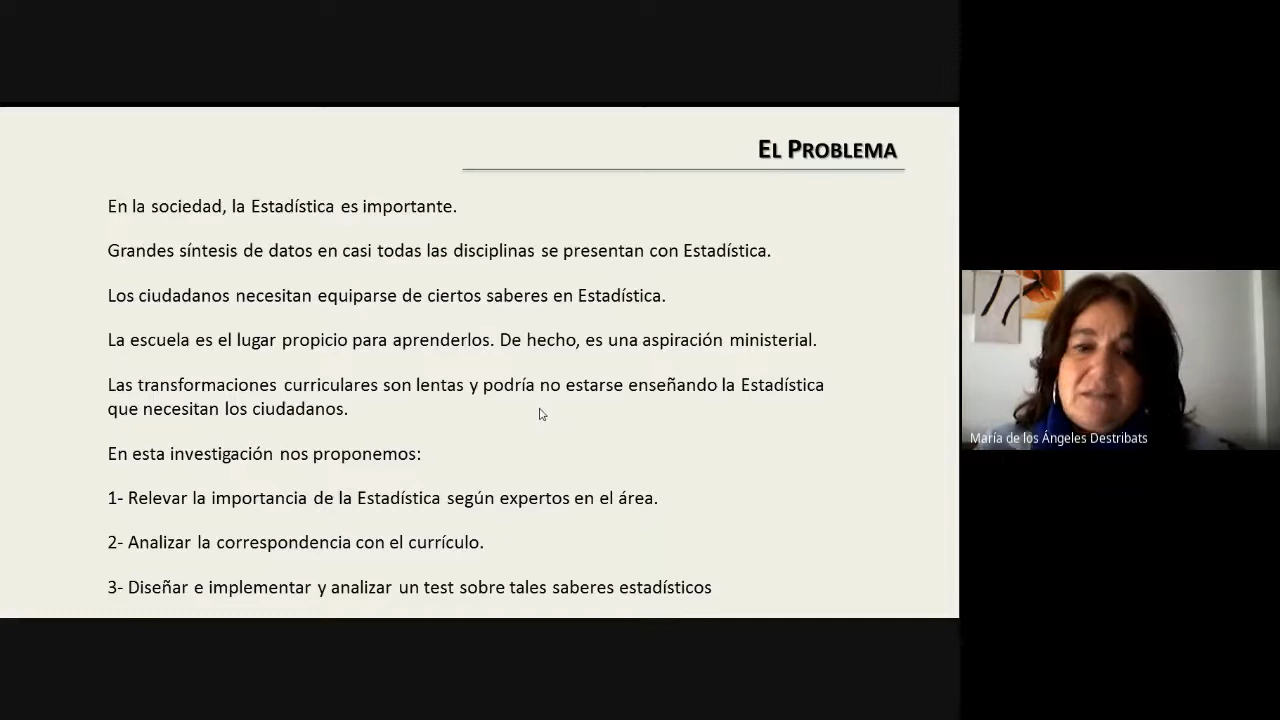 EL PROBLEMA
En la sociedad, la Estadística es importante.
Grandes síntesis de datos en casi todas las disciplinas se presentan con Estadística.
Los ciudadanos necesitan equiparse de ciertos saberes en Estadística.
La escuela es el lugar propicio para aprenderlos. De hecho, es una aspiración ministerial.
Las transformaciones curriculares son lentas y podría no estarse enseñando la Estadística
que necesitan los ciudadanos.
En esta investigación nos proponemos:
1- Relevar la importancia de la Estadística según expertos en el área.
2- Analizar la correspondencia con el currículo.
3- Diseñar e implementar y analizar un test sobre tales saberes estadísticos
María de los Ángeles Destribats